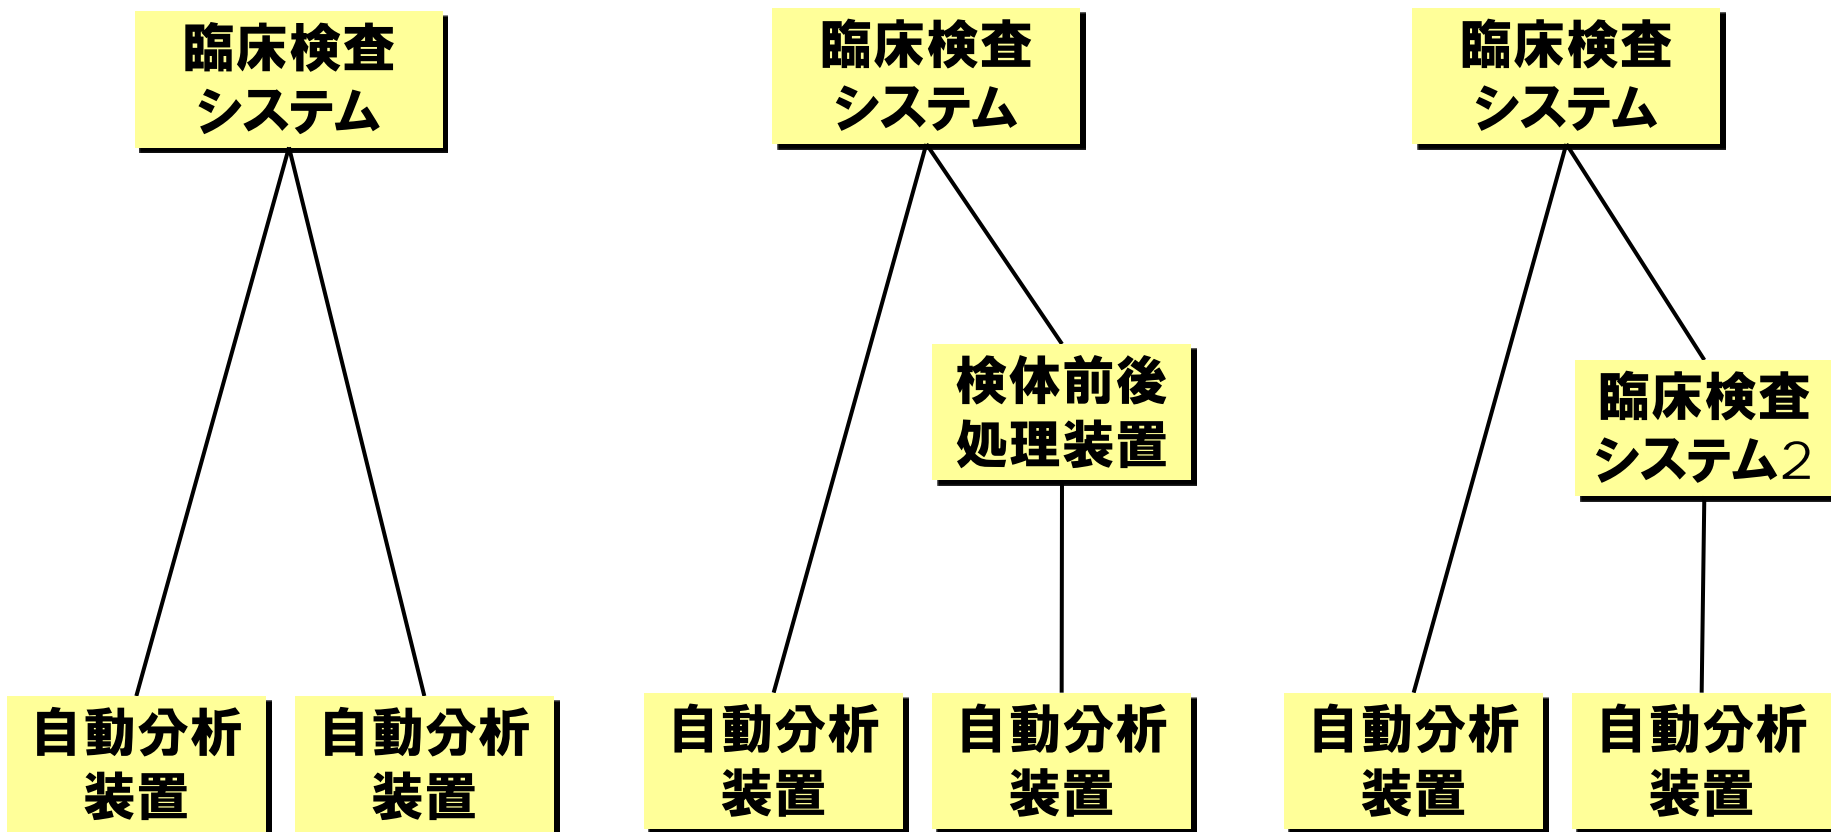 臨床検査
システム
臨床検査
システム
臨床検査
システム
検体前後
処理装置
臨床検査
システム２
自動分析
装置
自動分析
装置
自動分析
装置
自動分析
装置
自動分析
装置
自動分析
装置